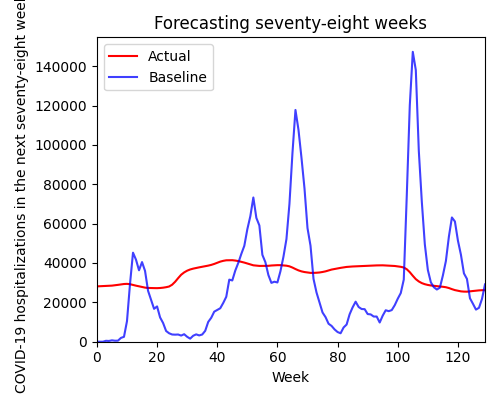 Forecasting seventy-eight weeks
COVID-19 hospitalizations in the next seventy-eight
Actual
Baseline
140000
120000
100000
80000
60000
40000
20000
0
0 20 40 60 80 100 120
Week